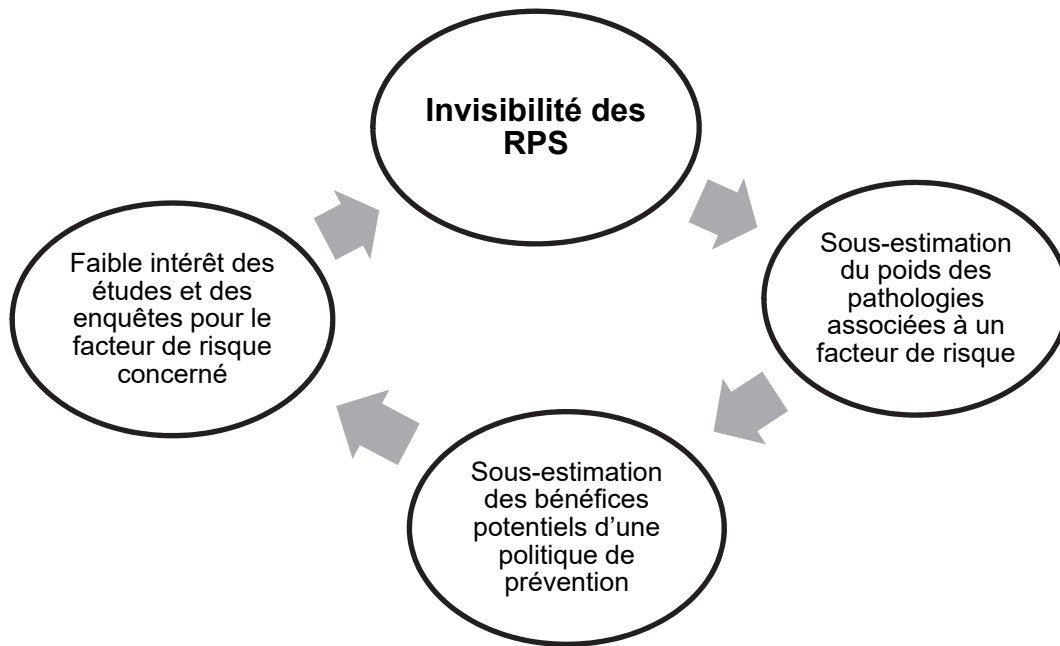 Invisibilité des
RPS
Sous-estimation
du poids des
pathologies
associées à un
facteur de risque
Sous-estimation
des bénéfices
potentiels d’une
politique de
prévention
Faible intérêt des
études et des
enquêtes pour le
facteur de risque
concerné